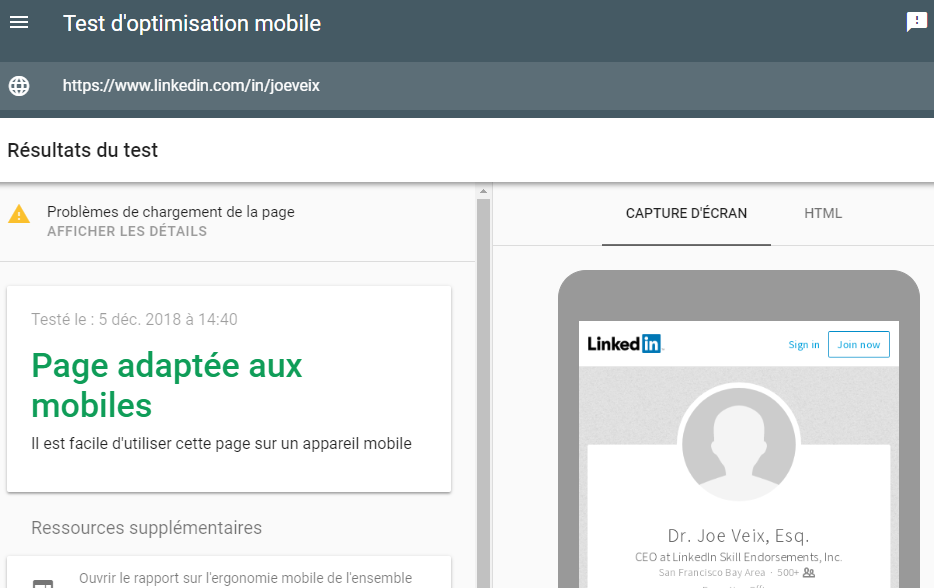 Test d'optimisation mobile
https://www.linkedin.com/in/joeveix
Résultats du test
Problèmes de chargement de la page
AFFICHER LES DÉTAILS
Testé le : 5 déc. 2018 à 14:40
Page adaptée aux
mobiles
Il est facile d'utiliser cette page sur un appareil mobile
Ressources supplémentaires
Ouvrir le rapport sur l'ergonomie mobile de l'ensemble
CAPTURE D'ÉCRAN
HTML
Linked in
Sign in
Join now
Dr. Joe Veix, Esq.
CEO at LinkedIn Skill Endorsements, Inc.
San Francisco Bay Area · 500+